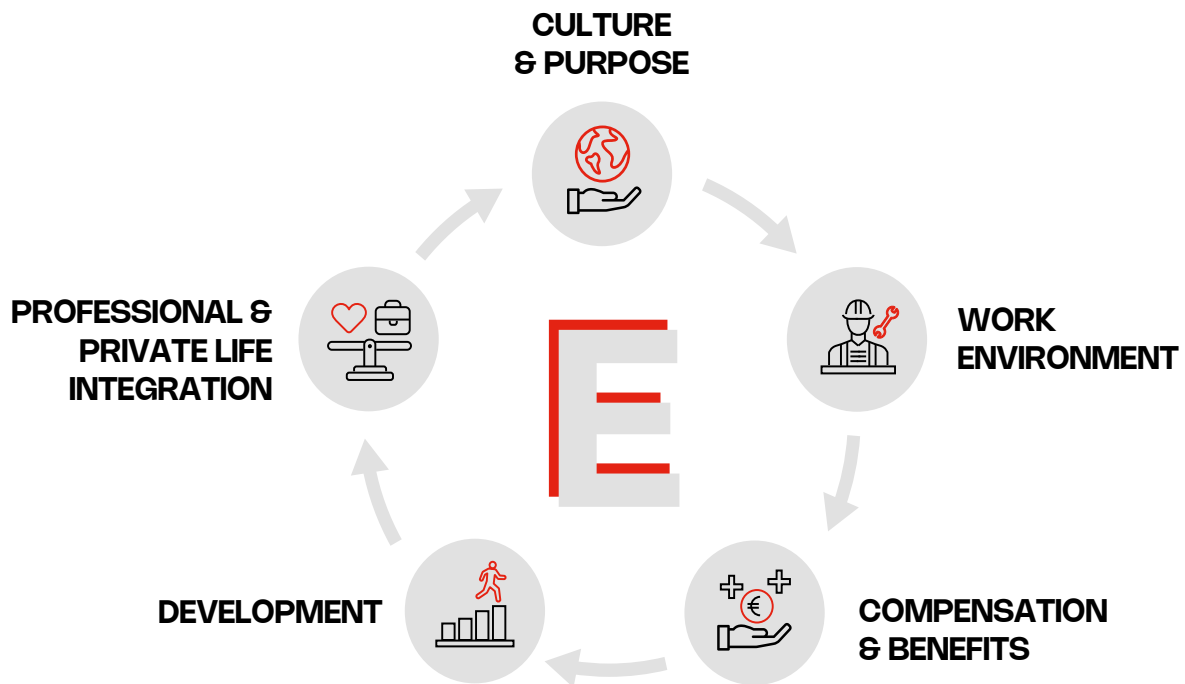 CULTURE
& PURPOSE
PROFESSIONAL &
PRIVATE LIFE
INTEGRATION
WORK
ENVIRONMENT
E
€
DEVELOPMENT
COMPENSATION
& BENEFITS